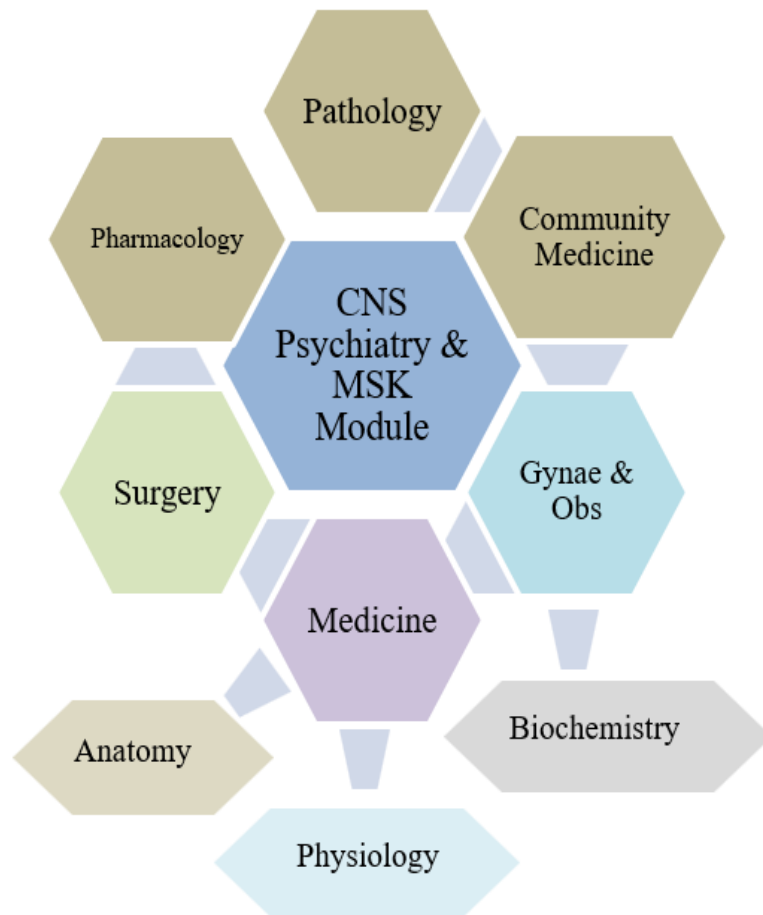 Pathology
Pharmacology
Community
Medicine
CNS
Psychiatry &
MSK
Module
Surgery
Gynae &
Obs
Medicine
Anatomy
Biochemistry
Physiology